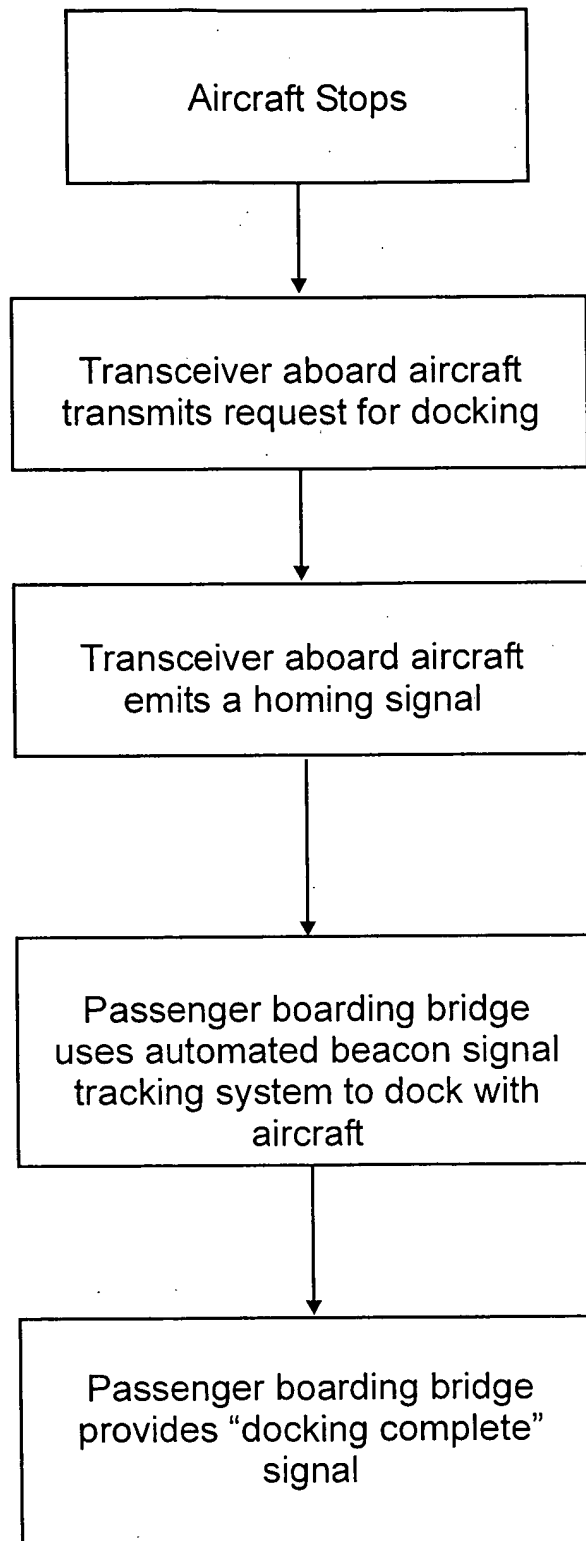 Aircraft Stops
Transceiver aboard aircraft
transmits request for docking
Transceiver aboard aircraft
emits a homing signal
Passenger boarding bridge
uses automated beacon signal
tracking system to dock with
aircraft
Passenger boarding bridge
provides “docking complete”
signal